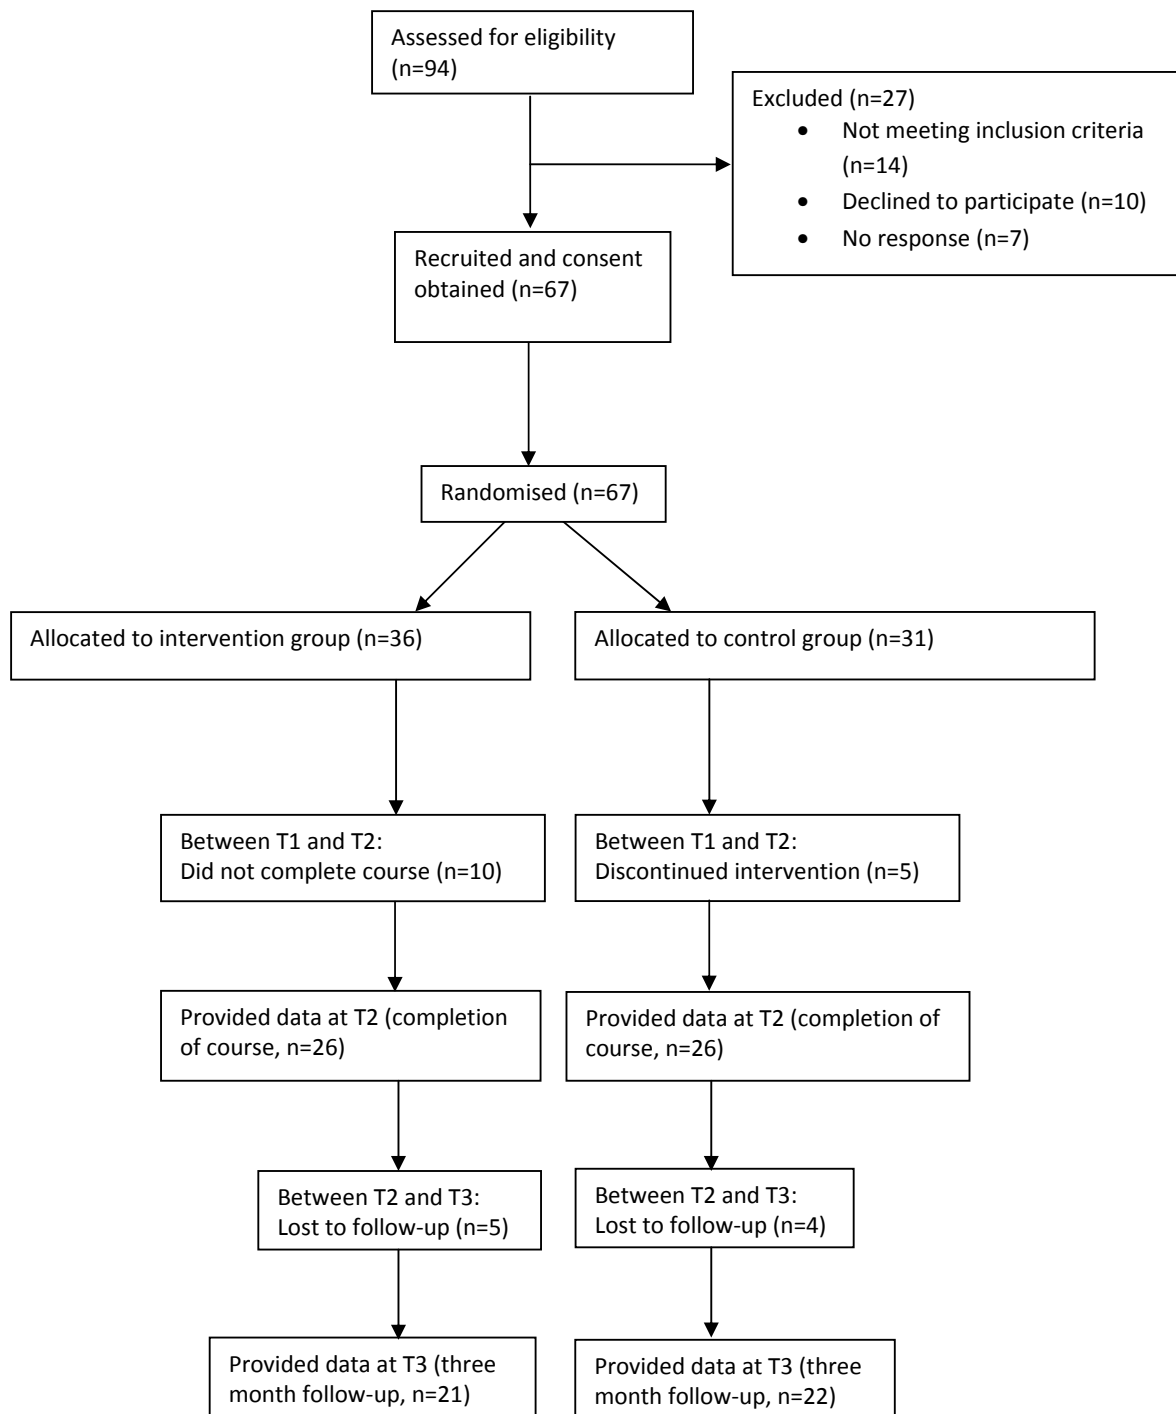 Assessed for eligibility
(n=94)
Excluded (n=27)
• Not meeting inclusion criteria
(n=14)
• Declined to participate (n=10)
• No response (n=7)
Recruited and consent
obtained (n=67)
Randomised (n=67)
Allocated to intervention group (n=36)
Allocated to control group (n=31)
Between T1 and T2:
Did not complete course (n=10)
Between T1 and T2:
Discontinued intervention (n=5)
Provided data at T2 (completion
of course, n=26)
Provided data at T2 (completion of
course, n=26)
Between T2 and T3:
Lost to follow-up (n=5)
Between T2 and T3:
Lost to follow-up (n=4)
Provided data at T3 (three
month follow-up, n=21)
Provided data at T3 (three
month follow-up, n=22)